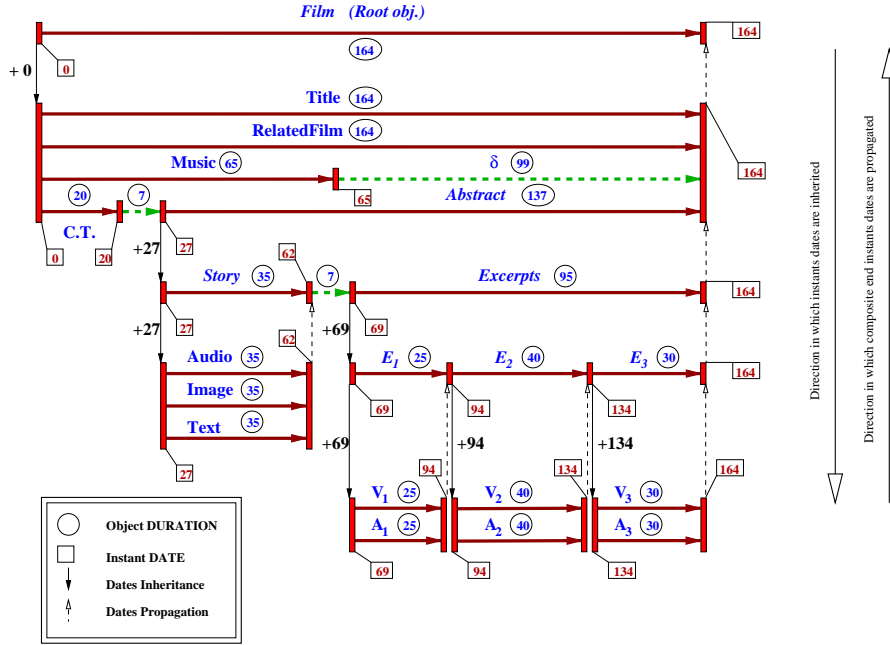 Film (Root obj.)
164
164
+ 0
0
Title 164
RelatedFilm 164
Music 65
δ 99
164
20
7
65
Abstract 137
C.T.
0
20
27
+27
62
Story 35
7
Excerpts 95
164
27
+27
62
69
+69
Audio 35
E1 25
E2 40
E3 30
164
Image 35
69
94
134
Text 35
27
+69
94
+94
134
+134
164
V1 25
V2 40
V3 30
A1 25
A2 40
A3 30
69
94
134
Object DURATION
Instant DATE
Dates Inheritance
Dates Propagation
Direction in which instants dates are inherited
Direction in which composite end instants dates are propagated